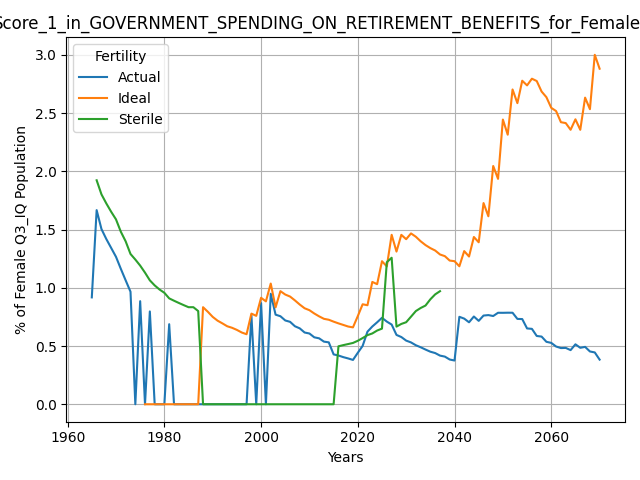 Score_1_in_GOVERNMENT_SPENDING_ON_RETIREMENT_BENEFITS_for_Female
Fertility
Actual
Ideal
Sterile
% of Female Q3_IQ Population
3.0
2.5
2.0
1.5
1.0
0.5
0.0
1960 1980 2000 2020 2040 2060
Years